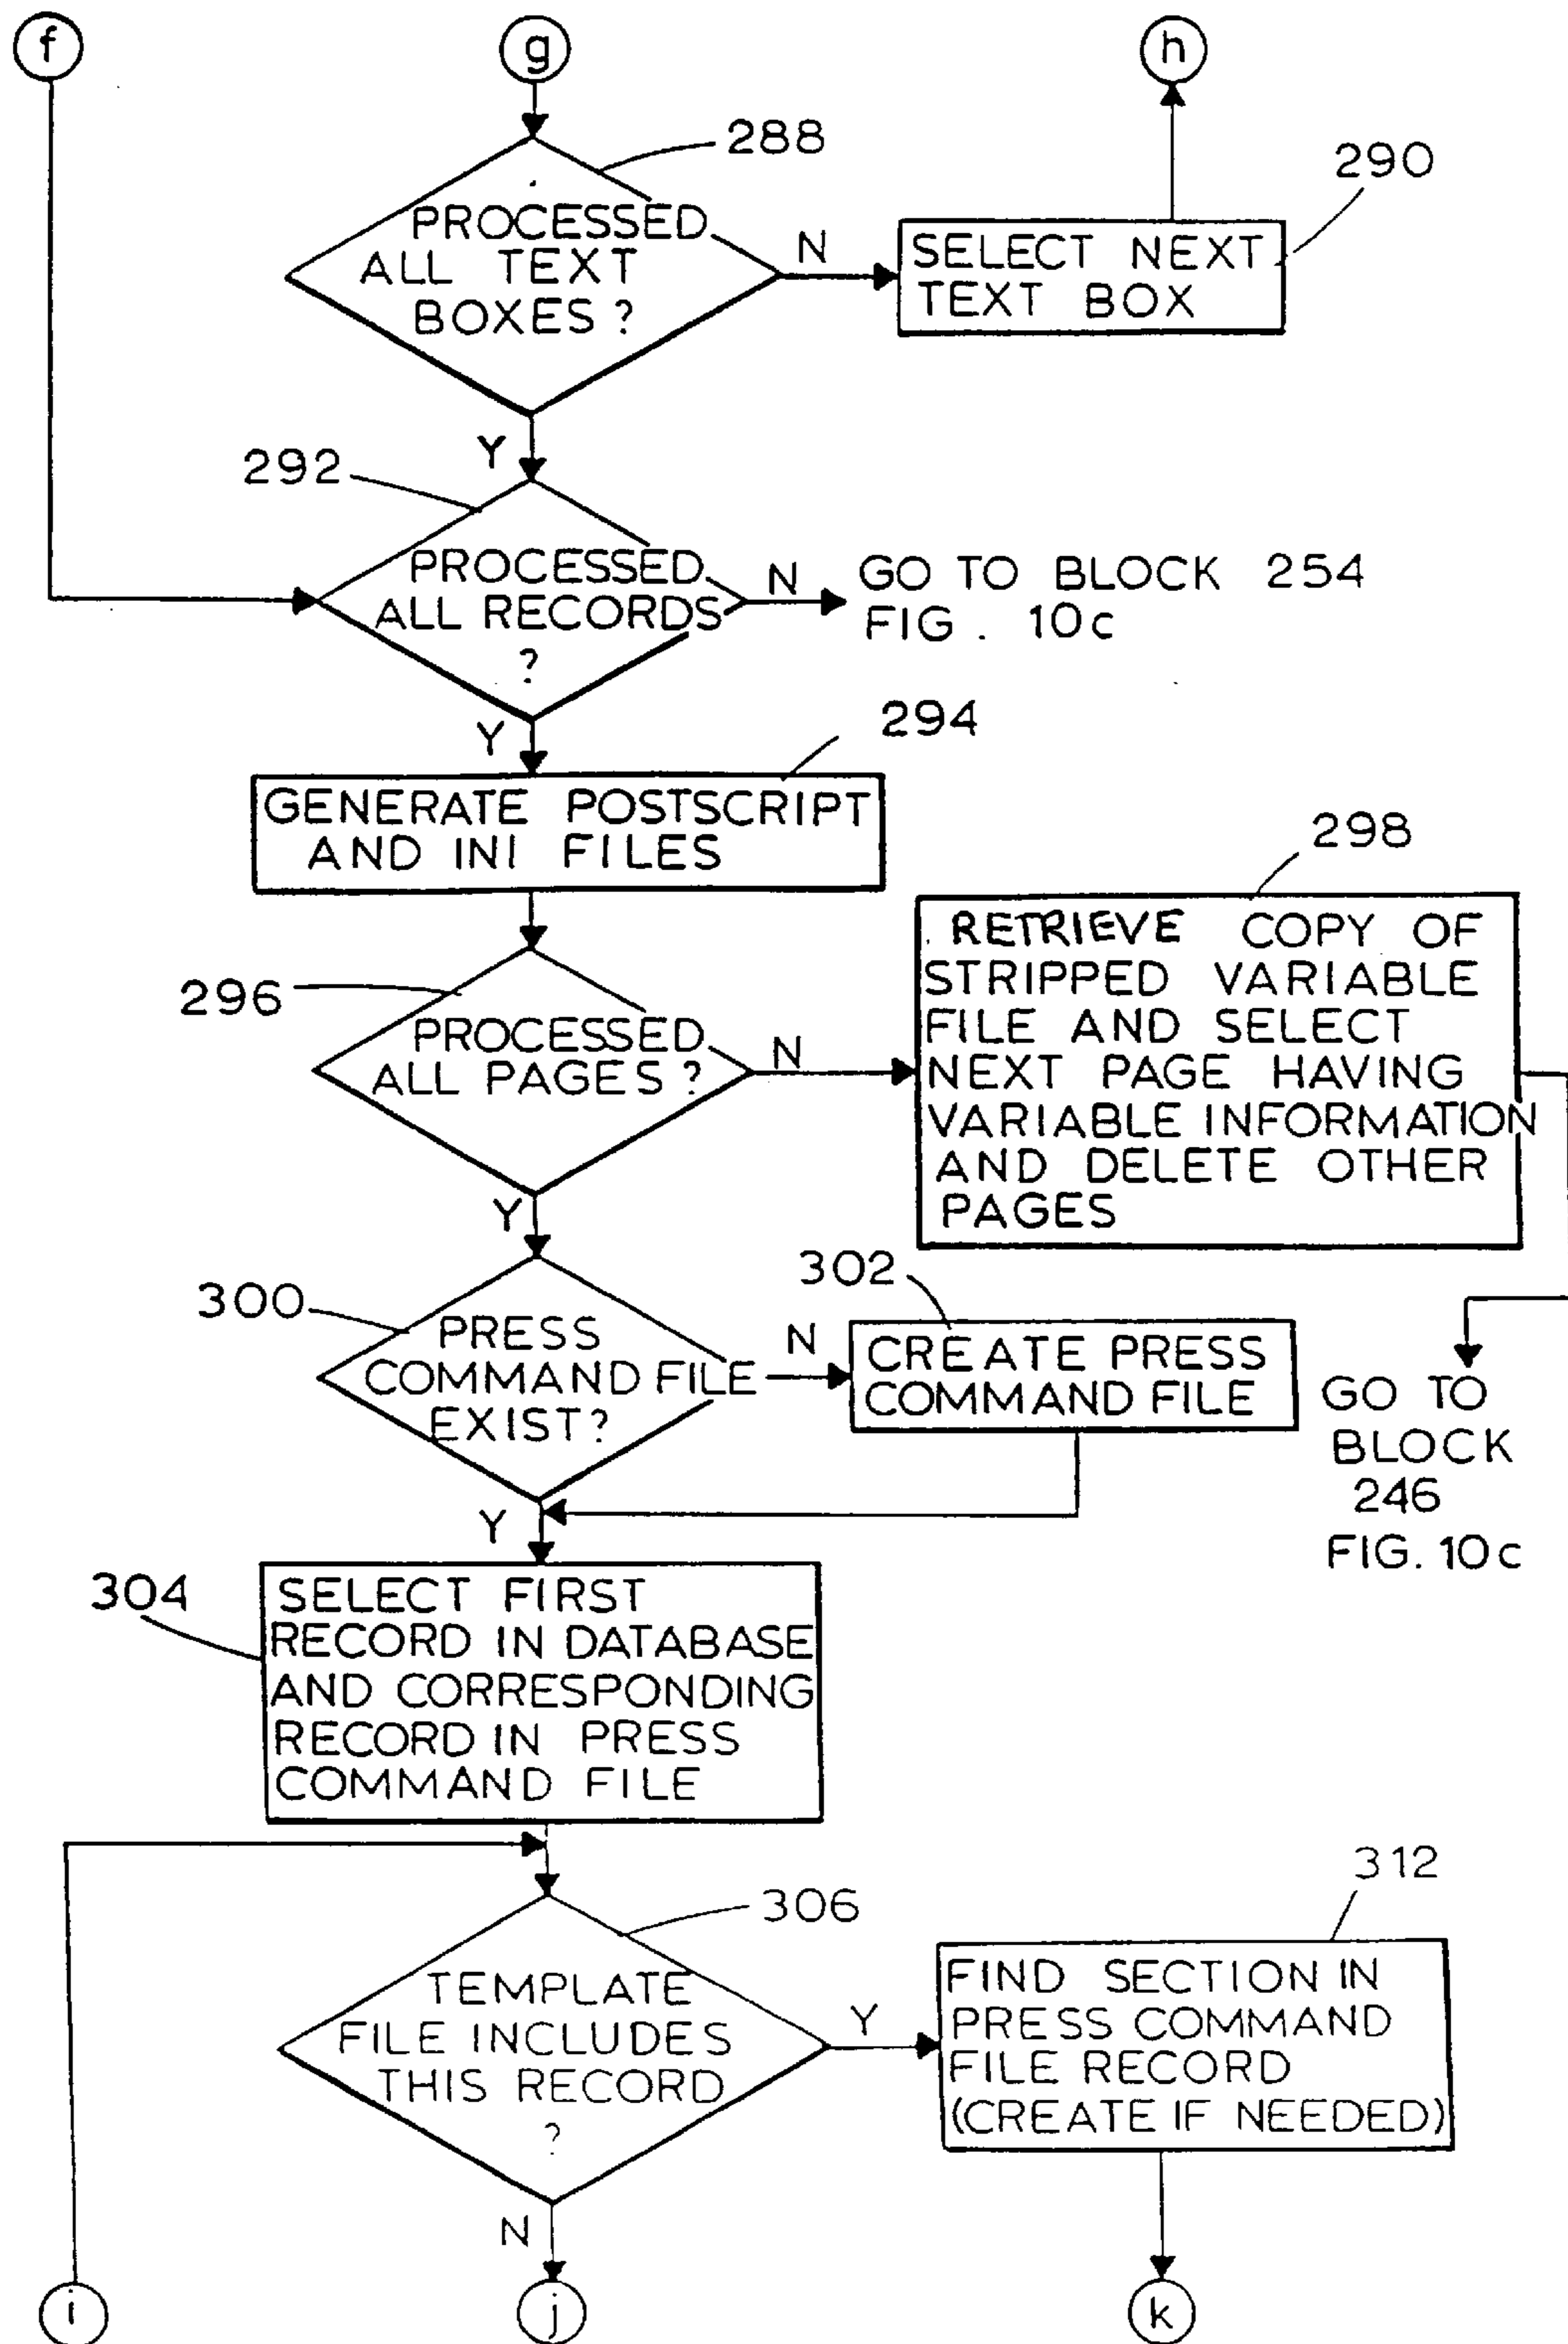 f
g
h
288
290
PROCESSED
ALL TEXT
BOXES ?
N
SELECT NEXT
TEXT BOX
Y
292
PROCESSED
ALL RECORDS
?
N
GO TO BLOCK 254
FIG. 10c
Y
294
GENERATE POSTSCRIPT
AND INI FILES
298
296
PROCESSED
ALL PAGES ?
N
RETRIEVE COPY OF
STRIPPED VARIABLE
FILE AND SELECT
NEXT PAGE HAVING
VARIABLE INFORMATION
AND DELETE OTHER
PAGES
Y
302
300
PRESS
COMMAND FILE
EXIST?
N
CREATE PRESS
COMMAND FILE
GO TO
BLOCK
246
FIG. 10c
Y
304
SELECT FIRST
RECORD IN DATABASE
AND CORRESPONDING
RECORD IN PRESS
COMMAND FILE
312
306
TEMPLATE
FILE INCLUDES
THIS RECORD
?
Y
FIND SECTION IN
PRESS COMMAND
FILE RECORD
(CREATE IF NEEDED)
N
i
j
k